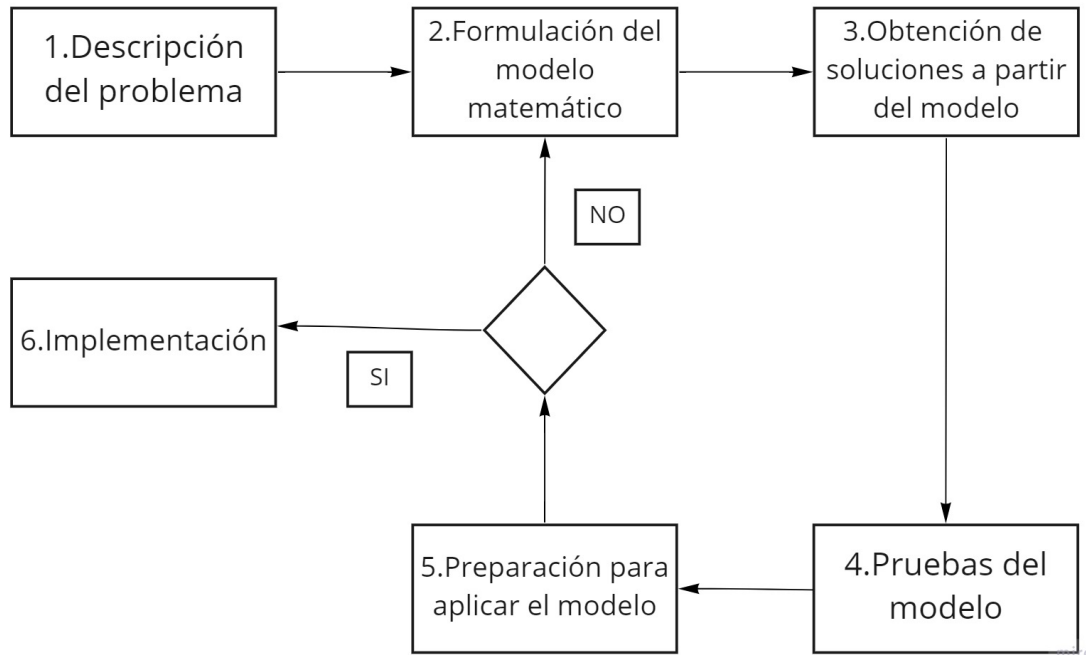 1.Descripción
del problema
2.Formulación del
modelo
matemático
3.Obtención de
soluciones a partir
del modelo
NO
6.Implementación
SI
5.Preparación para
aplicar el modelo
4.Pruebas del
modelo